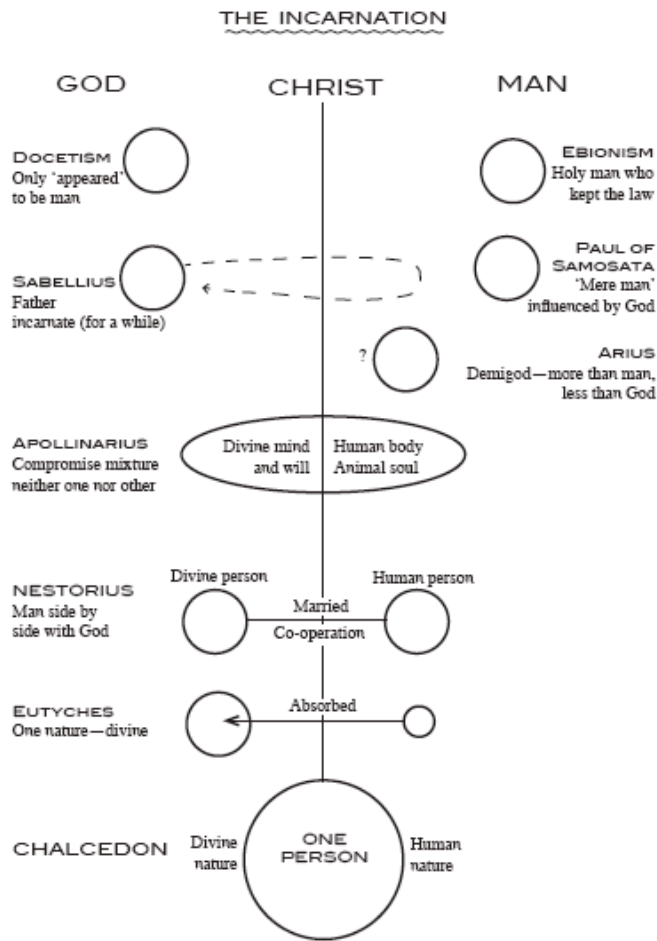 THE INCARNATION
GOD
CHRIST
MAN
DOCETISM
Only ‘appeared’
to be man
EBIONISM
Holy man who
kept the law
SABELLIUS
Father
incarnate (for a while)
PAUL OF
SAMOSATA
‘Mere man’
influenced by God
?
ARIUS
Demigod—more than man,
less than God
APOLLINARIUS
Compromise mixture
neither one nor other
Divine mind
and will
Human body
Animal soul
NESTORIUS
Man side by
side with God
Divine person
Married
Co-operation
Human person
EUTYCHES
One nature—divine
Absorbed
CHALCEDON
Divine
nature
ONE
PERSON
Human
nature